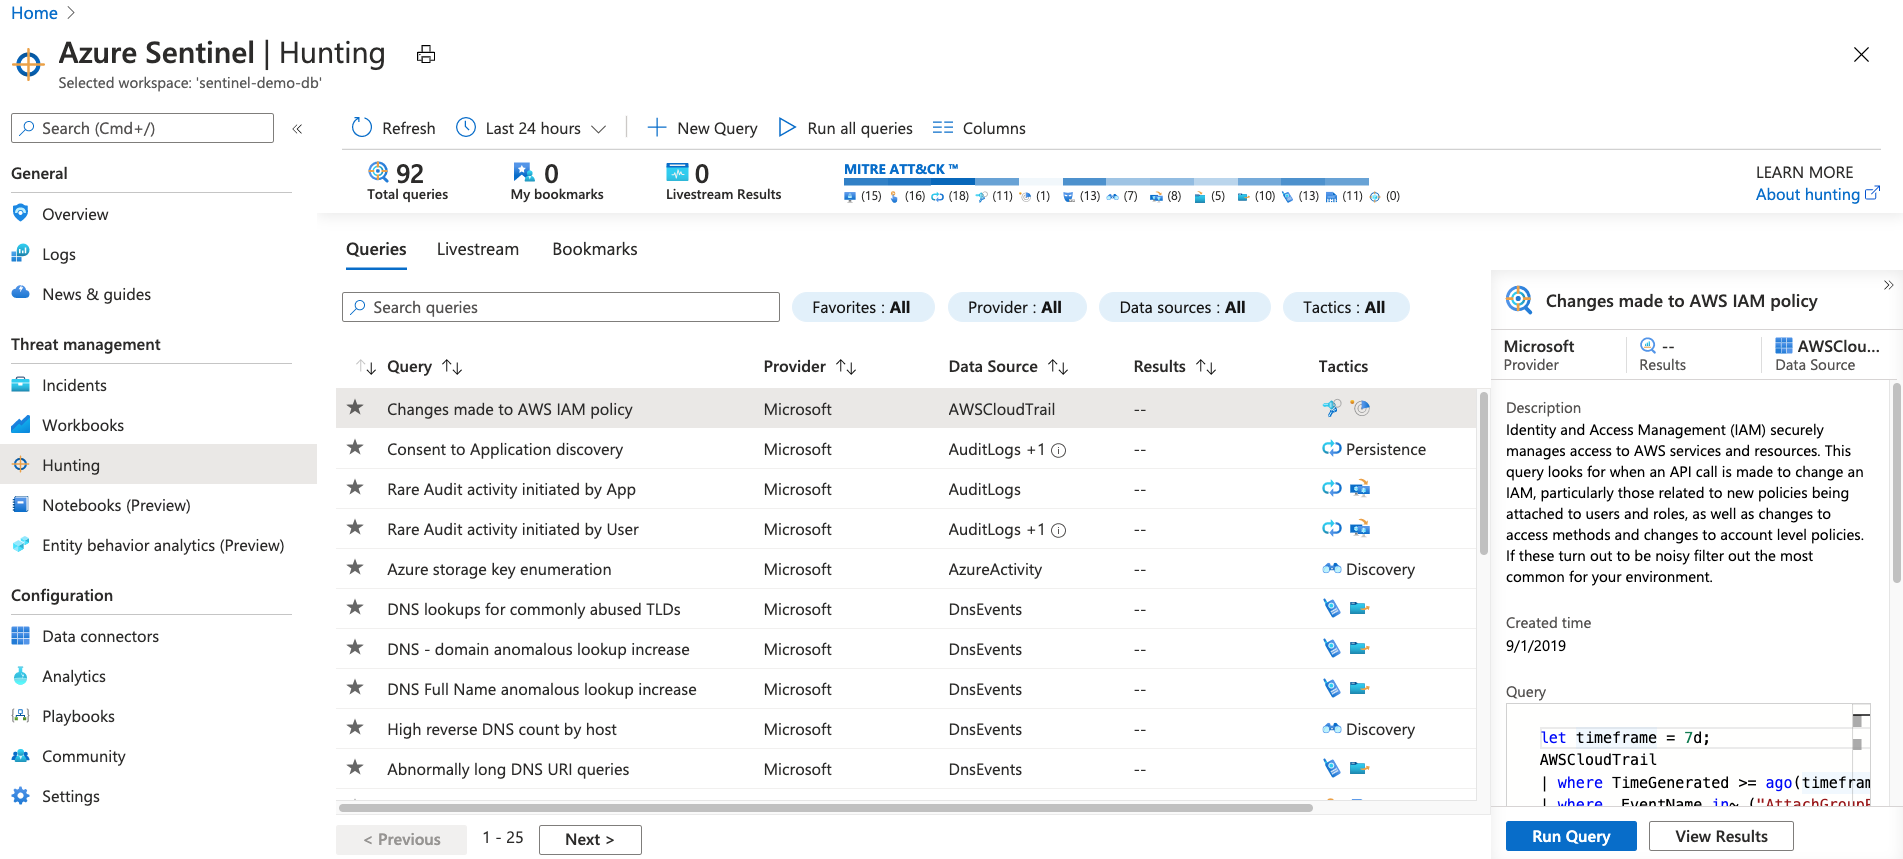 Home
Azure Sentinel | Hunting
Selected workspace: 'sentinel-demo-db'
Search (Cmd+/)
«
General
Overview
Logs
News & guides
Threat management
Incidents
Workbooks
Hunting
Notebooks (Preview)
Entity behavior analytics (Preview)
Configuration
Data connectors
Analytics
Playbooks
Community
Settings
Refresh Last 24 hours New Query Run all queries Columns
92 Total queries
0 My bookmarks
0 Livestream Results
MITRE ATT&CK ™
(15) (16) (18) (11) (1) (13) (7) (8) (5) (10) (13) (11) (0)
LEARN MORE
About hunting
Queries Livestream Bookmarks
Search queries Favorites : All Provider : All Data sources : All Tactics : All
Query Provider Data Source Results Tactics
Changes made to AWS IAM policy Microsoft AWSCloudTrail --
Consent to Application discovery Microsoft AuditLogs +1 -- Persistence
Rare Audit activity initiated by App Microsoft AuditLogs --
Rare Audit activity initiated by User Microsoft AuditLogs +1 --
Azure storage key enumeration Microsoft AzureActivity -- Discovery
DNS lookups for commonly abused TLDs Microsoft DnsEvents --
DNS - domain anomalous lookup increase Microsoft DnsEvents --
DNS Full Name anomalous lookup increase Microsoft DnsEvents --
High reverse DNS count by host Microsoft DnsEvents -- Discovery
Abnormally long DNS URI queries Microsoft DnsEvents --
< Previous 1 - 25 Next >
»
Changes made to AWS IAM policy
Microsoft -- AWSClou...
Provider Results Data Source
Description
Identity and Access Management (IAM) securely
manages access to AWS services and resources. This
query looks for when an API call is made to change an
IAM, particularly those related to new policies being
attached to users and roles, as well as changes to
access methods and changes to account level policies.
If these turn out to be noisy filter out the most
common for your environment.
Created time
9/1/2019
Query
let timeframe = 7d;
AWSCloudTrail
| where TimeGenerated >= ago(timefram
| where EventName in~ ("AttachGroup
Run Query View Results